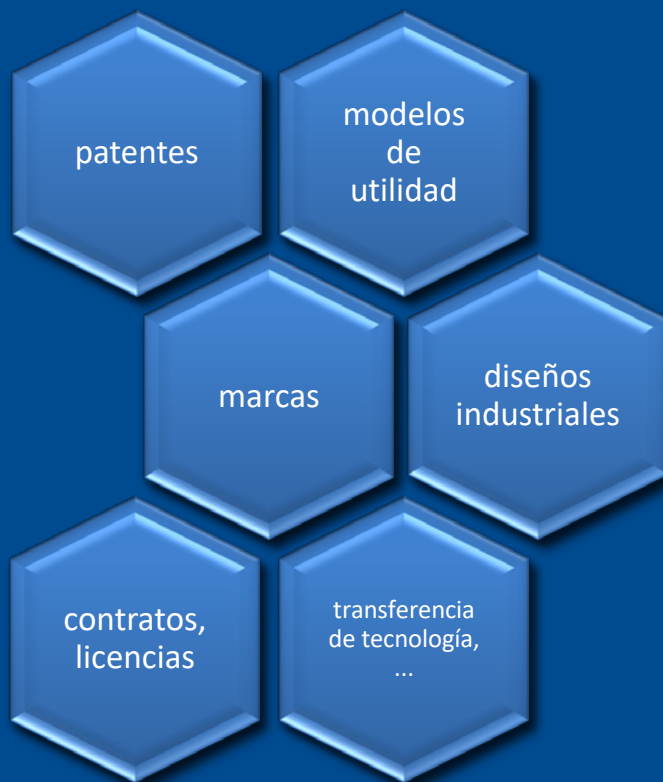 patentes
modelos
de
utilidad
marcas
diseños
industriales
contratos,
licencias
transferencia
de tecnología,
...